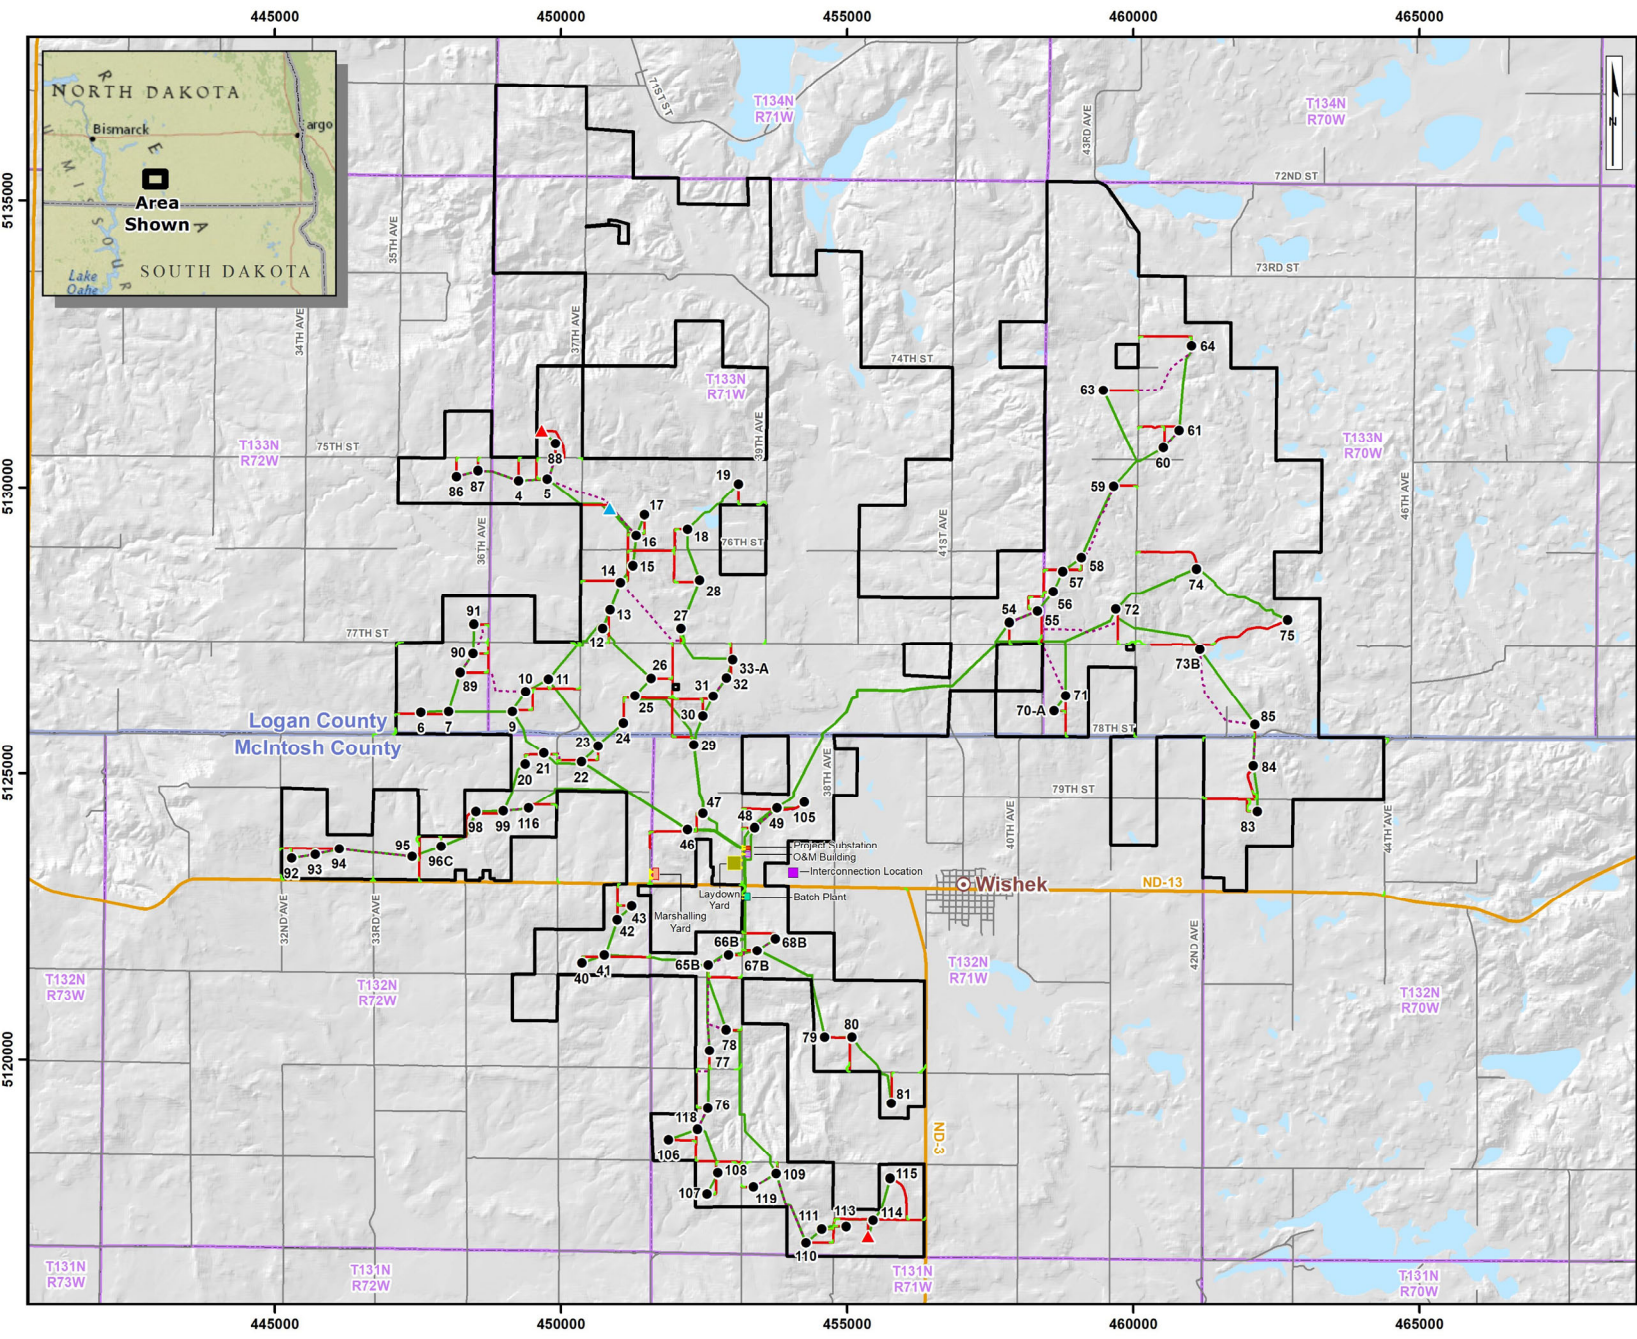 445000
450000
455000
460000
465000
NORTH DAKOTA
Bismarck
argo
Area
Shown
SOUTH DAKOTA
Lake
Oahe
MISSOUR
R
E
A
N
71ST ST
T134N
R71W
43RD AVE
T134N
R70W
72ND ST
5135000
35TH AVE
73RD ST
34TH AVE
37TH AVE
74TH ST
64
T133N
R71W
63
39TH AVE
61
60
T133N
R72W
75TH ST
88
T133N
R70W
5130000
86
87
4
5
19
59
46TH AVE
17
16
18
76TH ST
36TH AVE
41ST AVE
15
14
28
58
57
74
56
91
13
27
54
55
72
75
77TH ST
12
90
33-A
73B
89
10
11
26
31
32
25
30
71
70-A
6
7
9
24
85
Logan County
McIntosh County
78TH ST
23
29
21
22
20
84
5125000
38TH AVE
79TH ST
98
99
116
47
48
49
105
83
46
40TH AVE
44TH AVE
95
96C
92
93
94
Project Substation
O&M Building
Interconnection Location
Wishek
ND-13
Laydown
Yard
Batch Plant
Marshalling
Yard
32ND AVE
33RD AVE
43
42
42ND AVE
66B
68B
67B
65B
40
41
T132N
R73W
T132N
R72W
T132N
R71W
T132N
R70W
5120000
78
79
80
77
81
76
118
106
ND-3
108
107
109
119
115
111
113
114
110
T131N
R73W
T131N
R72W
T131N
R71W
T131N
R70W
445000
450000
455000
460000
465000